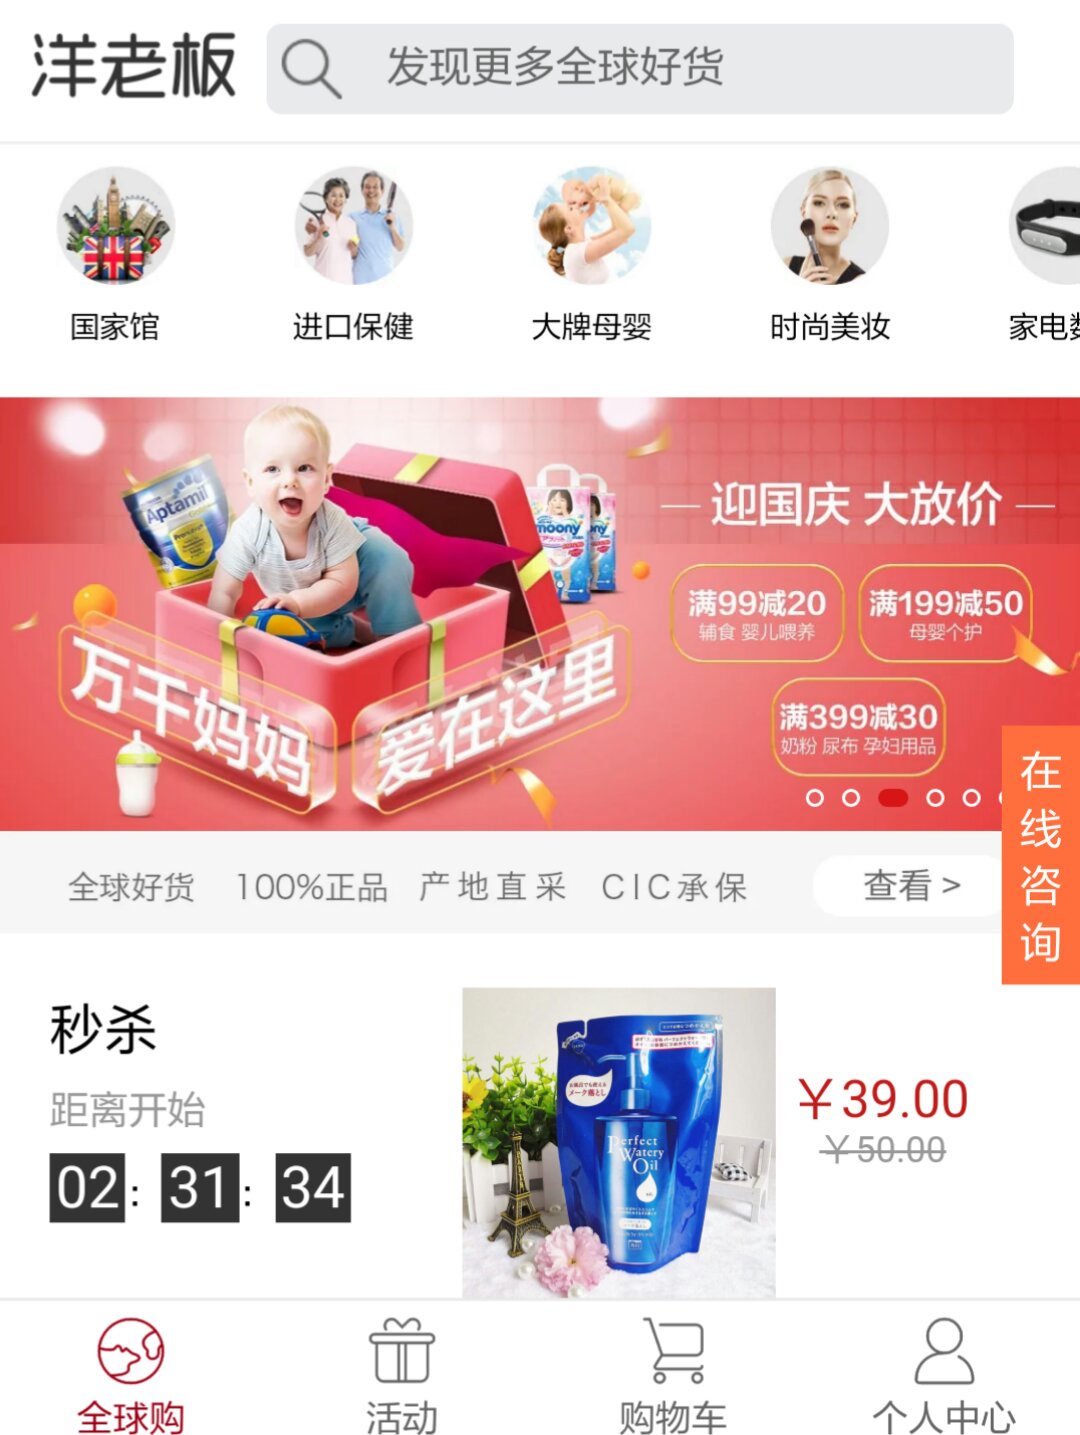 洋老板
发现更多全球好货
国家馆
进口保健
大牌母婴
时尚美妆
家电数
Aptamil
moony
迎国庆 大放价
满99减20
辅食 婴儿喂养
满199减50
母婴个护
满399减30
奶粉 尿布 孕妇用品
万千妈妈
爱在这里
在线咨询
全球好货 100%正品 产地直采 CIC承保
查看 >
秒杀
距离开始
02 : 31 : 34
メーク落とし
Perfect
Watery
Oil
￥39.00
￥50.00
全球购
活动
购物车
个人中心